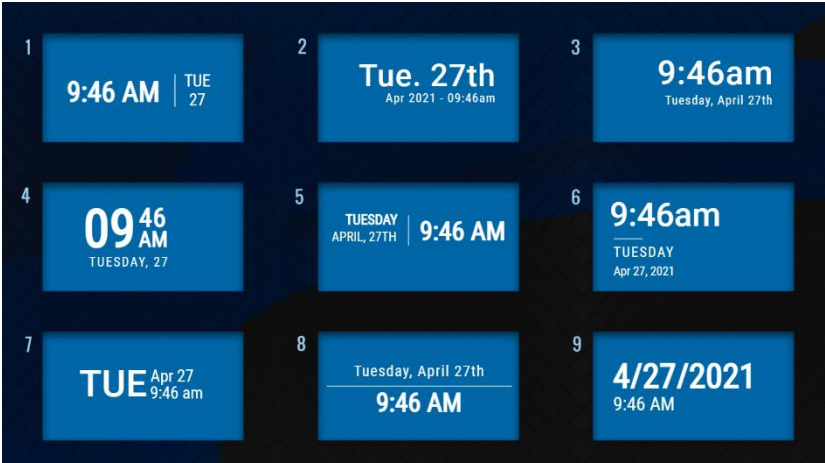 1
9:46 AM
TUE
27
2
Tue. 27th
Apr 2021 - 09:46am
3
9:46am
Tuesday, April 27th
4
09
46
AM
TUESDAY, 27
5
TUESDAY
APRIL, 27TH
9:46 AM
6
9:46am
TUESDAY
Apr 27, 2021
7
TUE
Apr 27
9:46 am
8
Tuesday, April 27th
9:46 AM
9
4/27/2021
9:46 AM